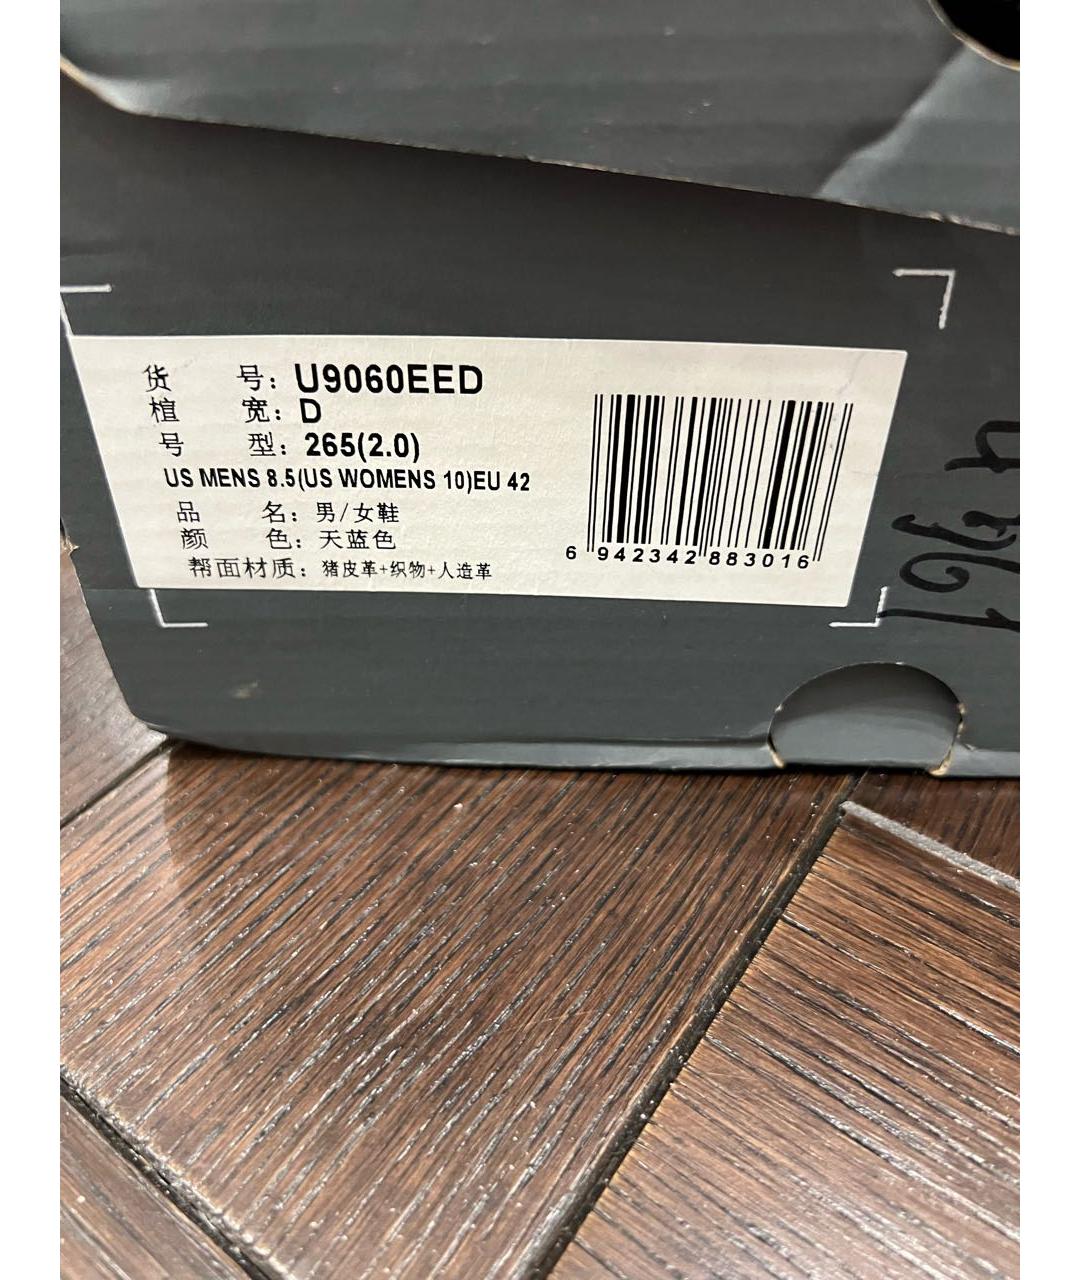 货 号: U9060EED
楦 宽: D
号 型: 265(2.0)
US MENS 8.5(US WOMENS 10)EU 42
品 名: 男/女鞋
颜 色: 天蓝色
帮面材质: 猪皮革+织物+人造革
6 942342 883016